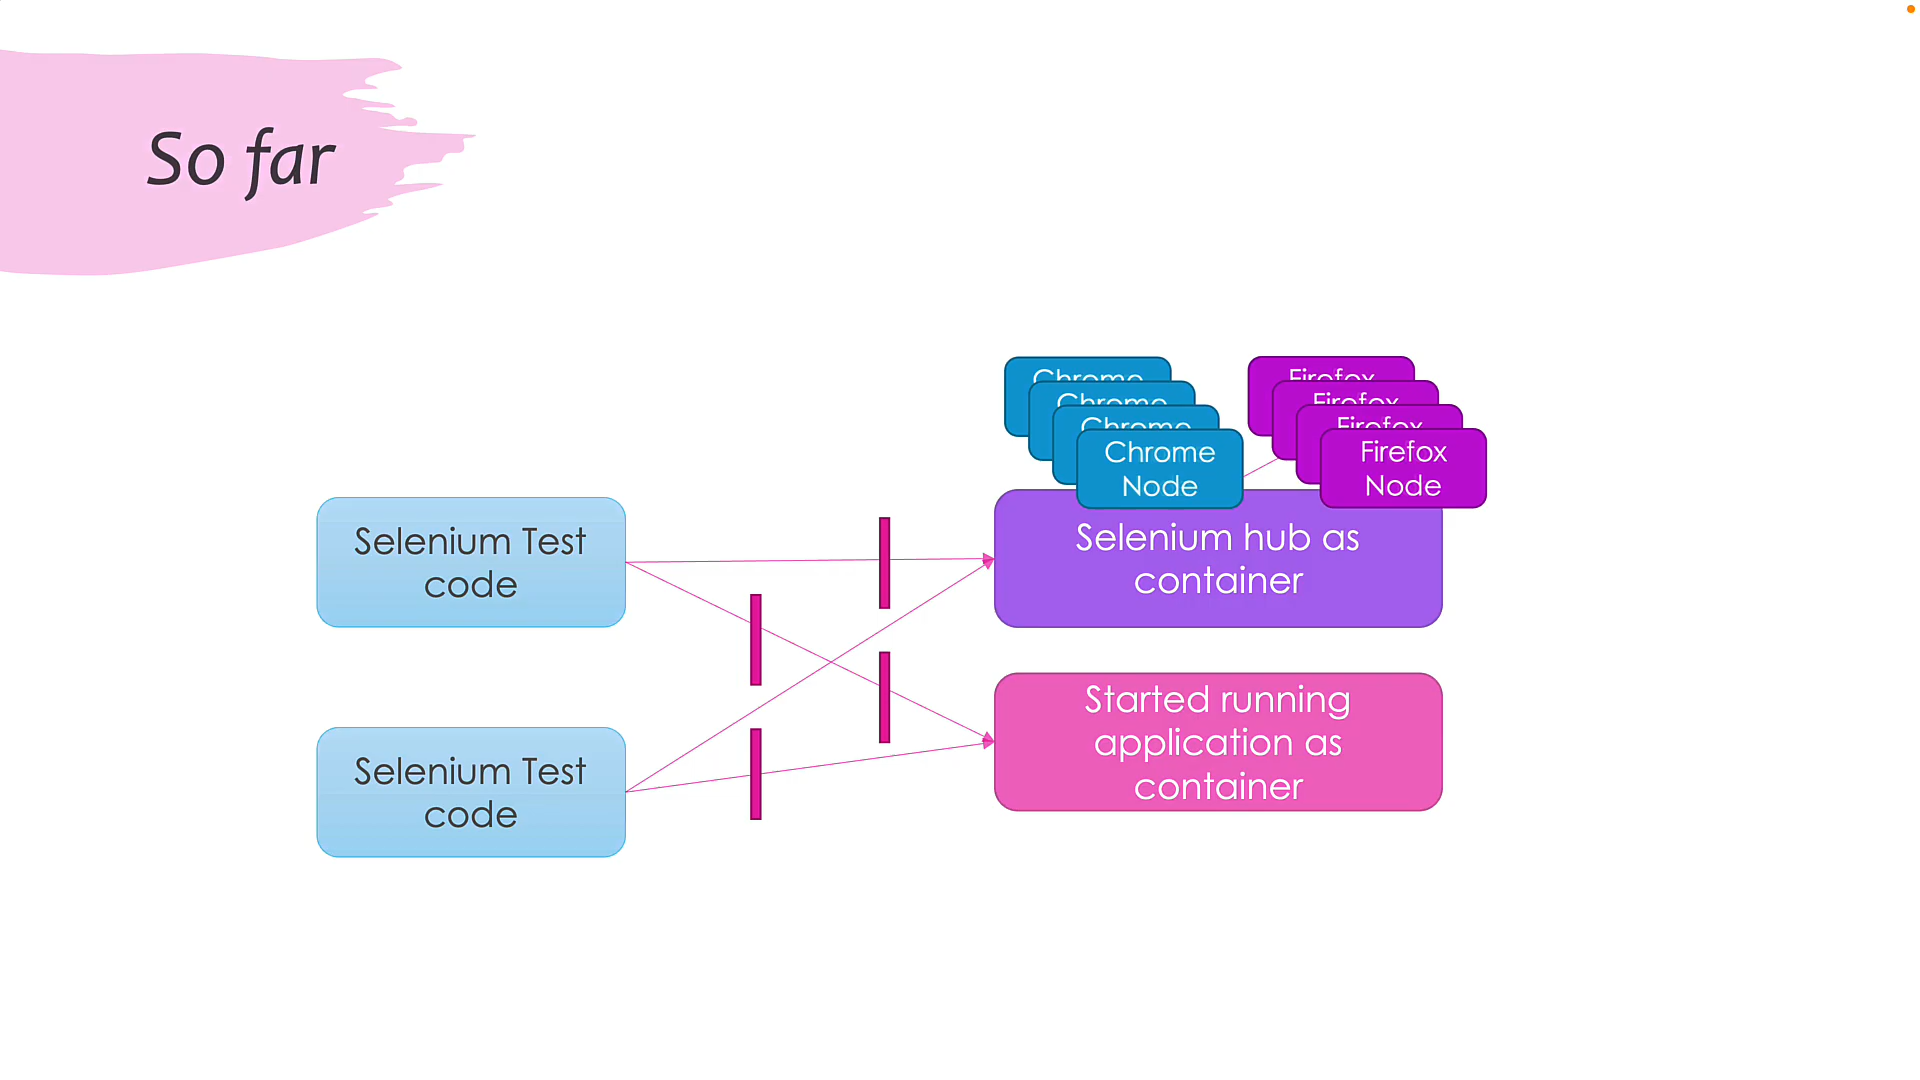 So far
Chrome
Chrome
Chrome
Chrome
Node
Firefox
Firefox
Firefox
Firefox
Node
Selenium Test
code
Selenium hub as
container
Selenium Test
code
Started running
application as
container